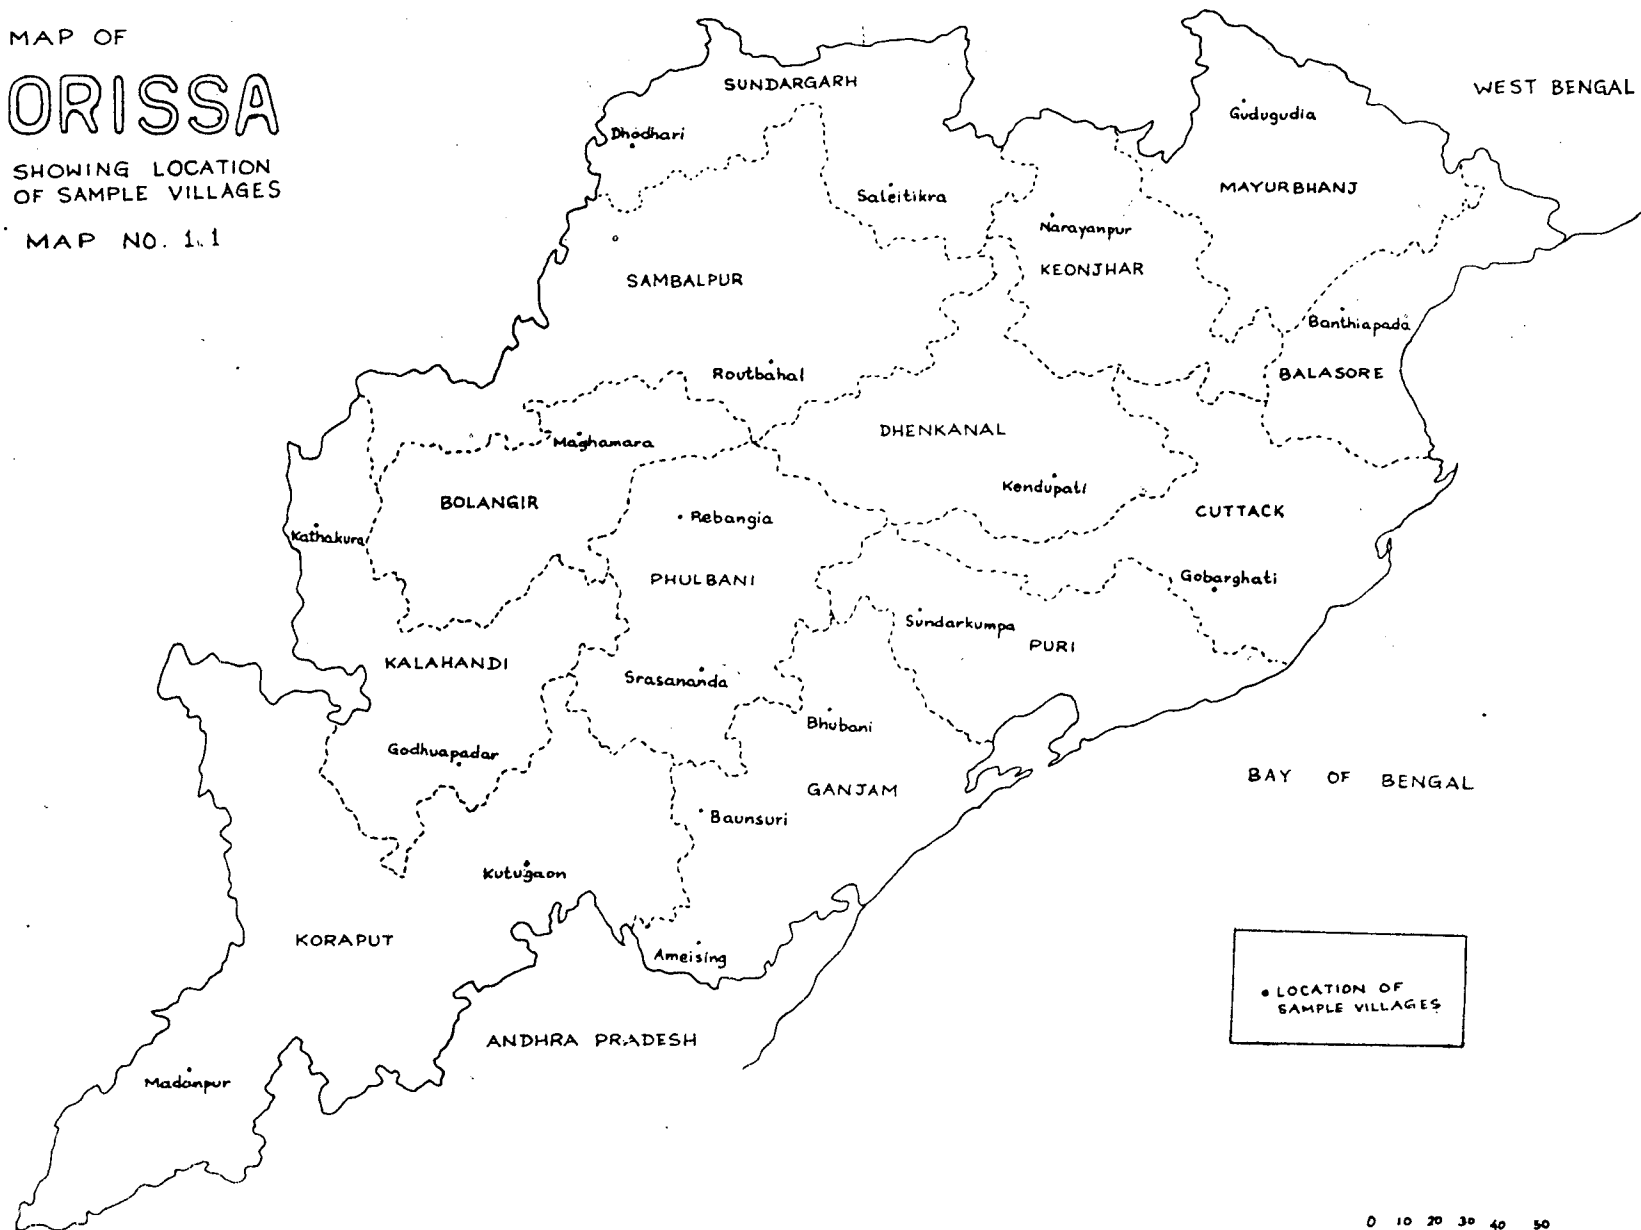 MAP OF
ORISSA
SHOWING LOCATION
OF SAMPLE VILLAGES
MAP NO. 1.1
SUNDARGARH
WEST BENGAL
Gudugudia
Dhodhari
MAYURBHANJ
Saleitikra
Narayanpur
KEONJHAR
SAMBALPUR
Banthiapada
Routbahal
BALASORE
DHENKANAL
Maghamara
Kendupati
BOLANGIR
CUTTACK
Rebangia
Kathakura
PHULBANI
Gobarghati
Sundarkumpa
PURI
KALAHANDI
Srasananda
Bhubani
Godhuapadar
BAY OF BENGAL
GANJAM
Baunsuri
Kutugaon
KORAPUT
Ameising
LOCATION OF
SAMPLE VILLAGES
ANDHRA PRADESH
Madanpur
0 10 20 30 40 50